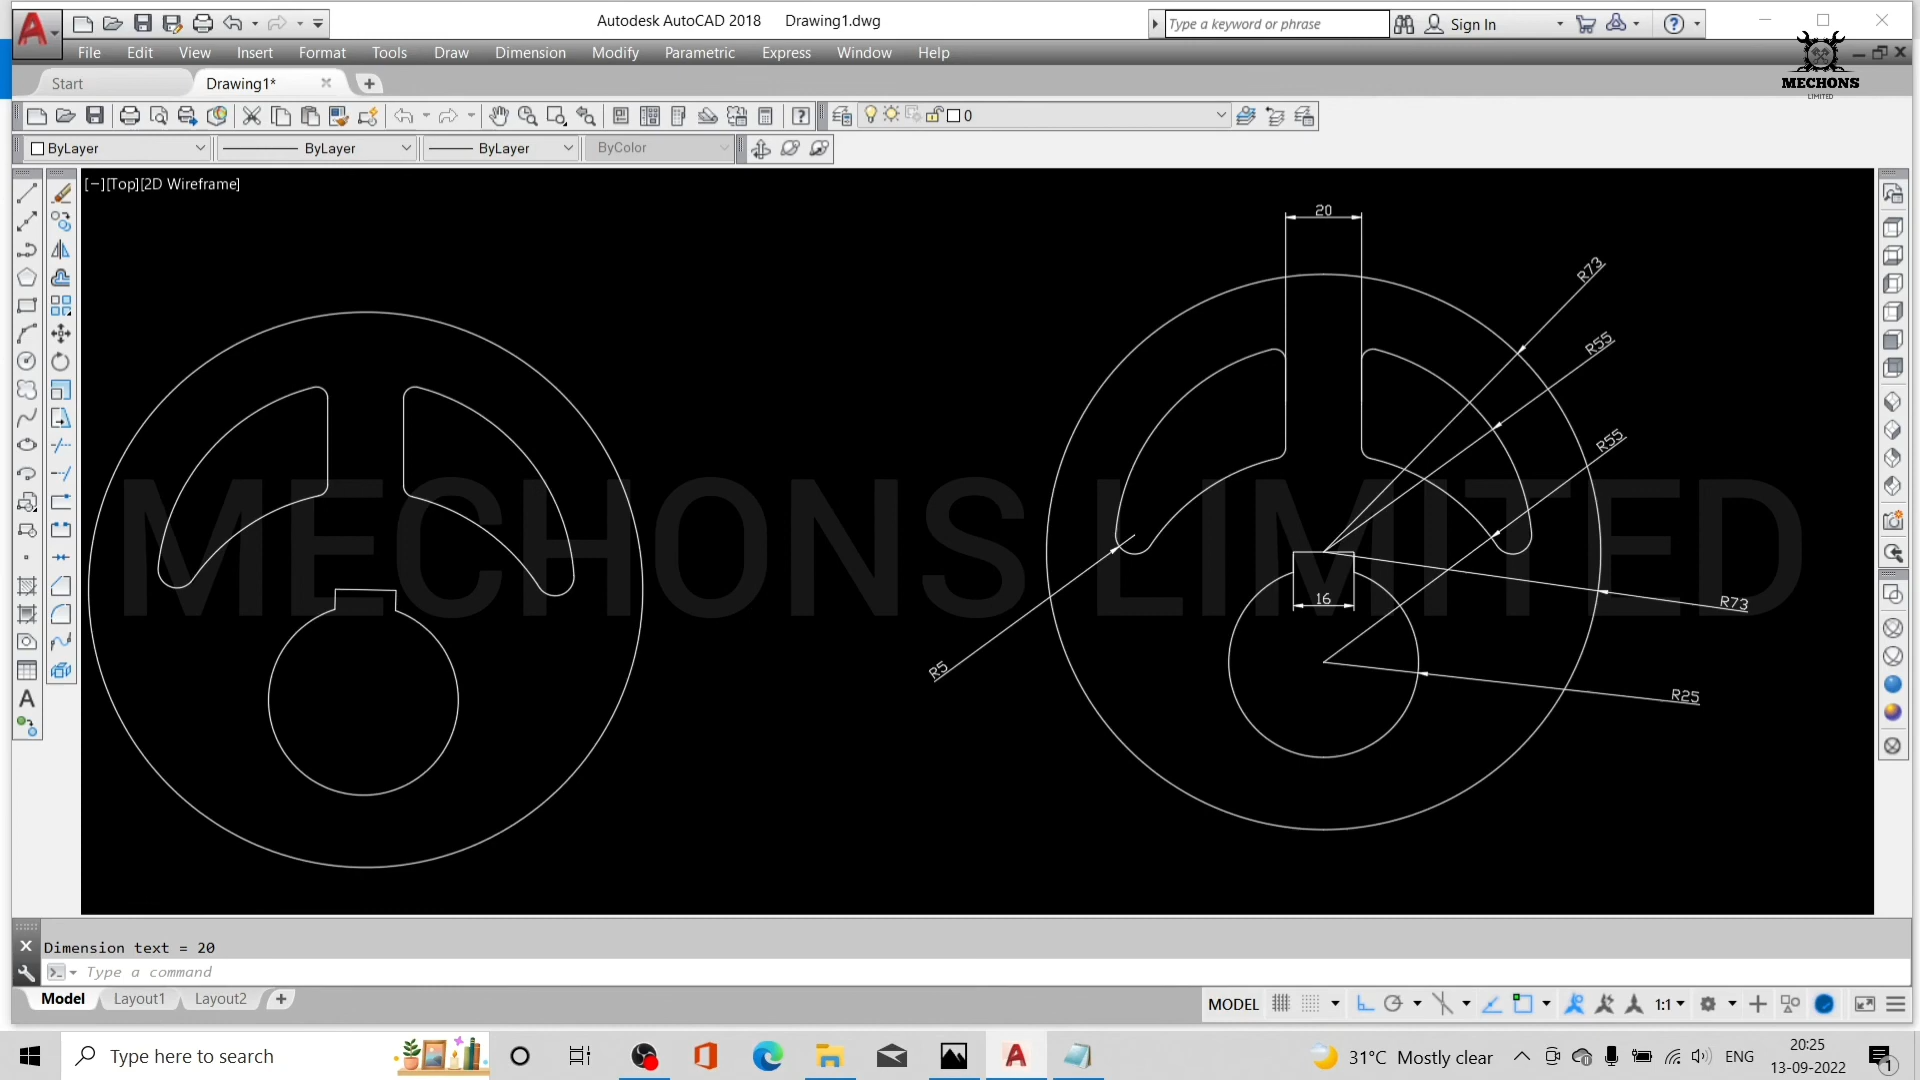 Autodesk AutoCAD 2018 Drawing1.dwg
Type a keyword or phrase
Sign In
File Edit View Insert Format Tools Draw Dimension Modify Parametric Express Window Help
MECHONS
LIMITED
Start
Drawing1*
0
ByLayer
ByLayer
ByLayer
ByColor
[−][Top][2D Wireframe]
20
R73
R55
R55
MECHONS LIMITED
16
R73
R5
R25
A
Dimension text = 20
Type a command
Model Layout1 Layout2
MODEL
1:1
Type here to search
31°C Mostly clear
ENG
20:25
13-09-2022
1